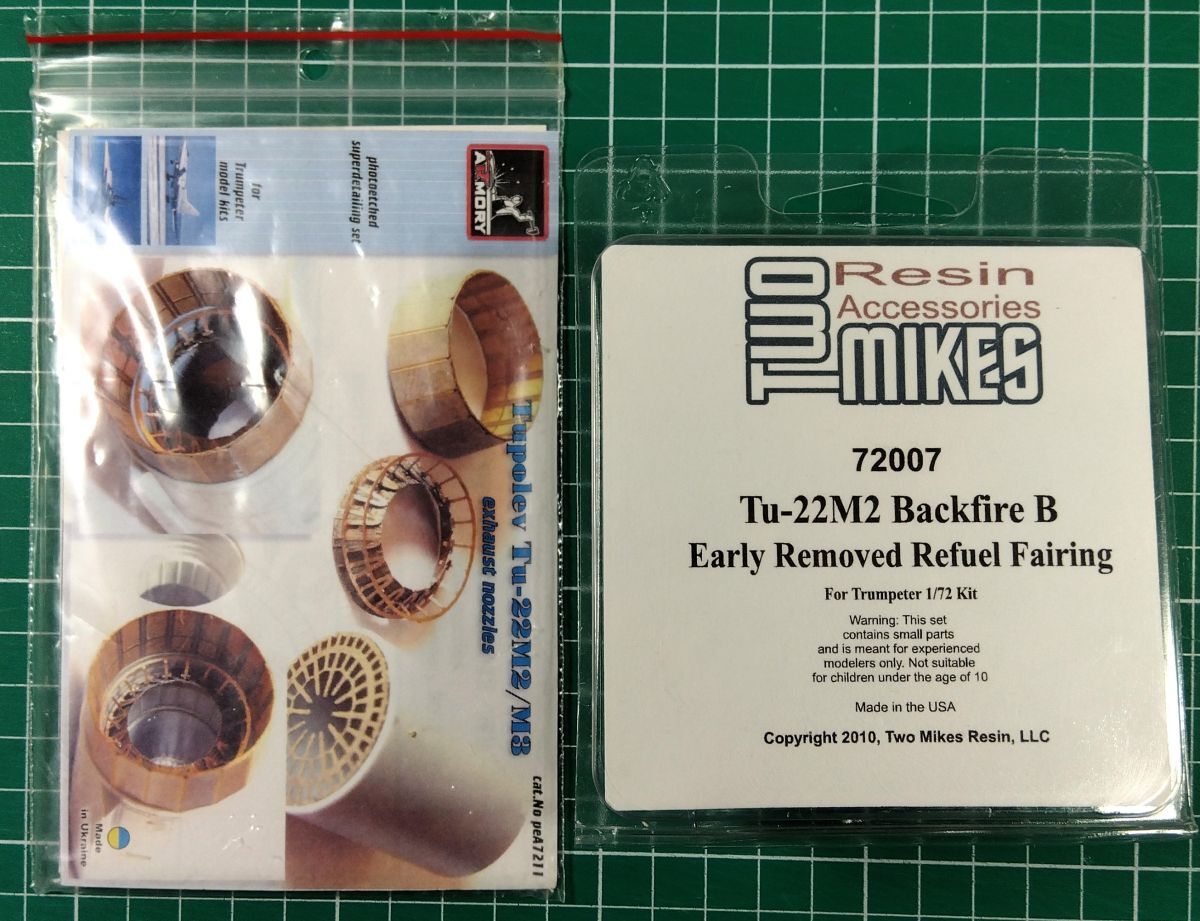 ARMORY
photoetched
superdetailing set
for
Trumpeter
model kits
Tupolev Tu-22M2/M3
exhaust nozzles
cat.No peA7211
Made
in Ukraine
TWO
MIKES
Resin
Accessories
72007
Tu-22M2 Backfire B
Early Removed Refuel Fairing
For Trumpeter 1/72 Kit
Warning: This set
contains small parts
and is meant for experienced
modelers only. Not suitable
for children under the age of 10
Made in the USA
Copyright 2010, Two Mikes Resin, LLC